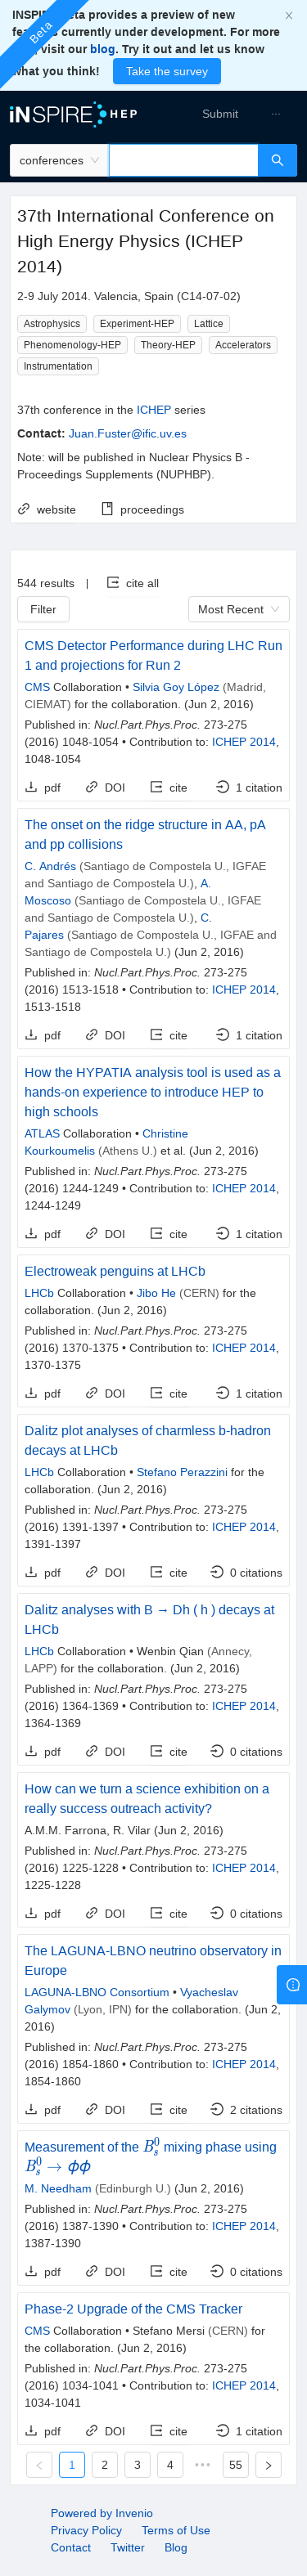 INSPIRE Beta provides a preview of new
features currently under development. For more
visit our blog. Try it out and let us know
what you think! Take the survey
Beta
INSPIRE HEP Submit ···
conferences
37th International Conference on
High Energy Physics (ICHEP
2014)
2-9 July 2014. Valencia, Spain (C14-07-02)
Astrophysics Experiment-HEP Lattice
Phenomenology-HEP Theory-HEP Accelerators
Instrumentation
37th conference in the ICHEP series
Contact: Juan.Fuster@ific.uv.es
Note: will be published in Nuclear Physics B -
Proceedings Supplements (NUPHBP).
website proceedings
544 results | cite all
Filter Most Recent
CMS Detector Performance during LHC Run
1 and projections for Run 2
CMS Collaboration • Silvia Goy López (Madrid,
CIEMAT) for the collaboration. (Jun 2, 2016)
Published in: Nucl.Part.Phys.Proc. 273-275
(2016) 1048-1054 • Contribution to: ICHEP 2014,
1048-1054
pdf DOI cite 1 citation
The onset on the ridge structure in AA, pA
and pp collisions
C. Andrés (Santiago de Compostela U., IGFAE
and Santiago de Compostela U.), A.
Moscoso (Santiago de Compostela U., IGFAE
and Santiago de Compostela U.), C.
Pajares (Santiago de Compostela U., IGFAE and
Santiago de Compostela U.) (Jun 2, 2016)
Published in: Nucl.Part.Phys.Proc. 273-275
(2016) 1513-1518 • Contribution to: ICHEP 2014,
1513-1518
pdf DOI cite 1 citation
How the HYPATIA analysis tool is used as a
hands-on experience to introduce HEP to
high schools
ATLAS Collaboration • Christine
Kourkoumelis (Athens U.) et al. (Jun 2, 2016)
Published in: Nucl.Part.Phys.Proc. 273-275
(2016) 1244-1249 • Contribution to: ICHEP 2014,
1244-1249
pdf DOI cite 1 citation
Electroweak penguins at LHCb
LHCb Collaboration • Jibo He (CERN) for the
collaboration. (Jun 2, 2016)
Published in: Nucl.Part.Phys.Proc. 273-275
(2016) 1370-1375 • Contribution to: ICHEP 2014,
1370-1375
pdf DOI cite 1 citation
Dalitz plot analyses of charmless b-hadron
decays at LHCb
LHCb Collaboration • Stefano Perazzini for the
collaboration. (Jun 2, 2016)
Published in: Nucl.Part.Phys.Proc. 273-275
(2016) 1391-1397 • Contribution to: ICHEP 2014,
1391-1397
pdf DOI cite 0 citations
Dalitz analyses with B → Dh ( h ) decays at
LHCb
LHCb Collaboration • Wenbin Qian (Annecy,
LAPP) for the collaboration. (Jun 2, 2016)
Published in: Nucl.Part.Phys.Proc. 273-275
(2016) 1364-1369 • Contribution to: ICHEP 2014,
1364-1369
pdf DOI cite 0 citations
How can we turn a science exhibition on a
really success outreach activity?
A.M.M. Farrona, R. Vilar (Jun 2, 2016)
Published in: Nucl.Part.Phys.Proc. 273-275
(2016) 1225-1228 • Contribution to: ICHEP 2014,
1225-1228
pdf DOI cite 0 citations
The LAGUNA-LBNO neutrino observatory in
Europe
LAGUNA-LBNO Consortium • Vyacheslav
Galymov (Lyon, IPN) for the collaboration. (Jun 2,
2016)
Published in: Nucl.Part.Phys.Proc. 273-275
(2016) 1854-1860 • Contribution to: ICHEP 2014,
1854-1860
pdf DOI cite 2 citations
Measurement of the B_s^0 mixing phase using
B_s^0 → ϕϕ
M. Needham (Edinburgh U.) (Jun 2, 2016)
Published in: Nucl.Part.Phys.Proc. 273-275
(2016) 1387-1390 • Contribution to: ICHEP 2014,
1387-1390
pdf DOI cite 0 citations
Phase-2 Upgrade of the CMS Tracker
CMS Collaboration • Stefano Mersi (CERN) for
the collaboration. (Jun 2, 2016)
Published in: Nucl.Part.Phys.Proc. 273-275
(2016) 1034-1041 • Contribution to: ICHEP 2014,
1034-1041
pdf DOI cite 1 citation
1 2 3 4 ••• 55
Powered by Invenio
Privacy Policy Terms of Use
Contact Twitter Blog